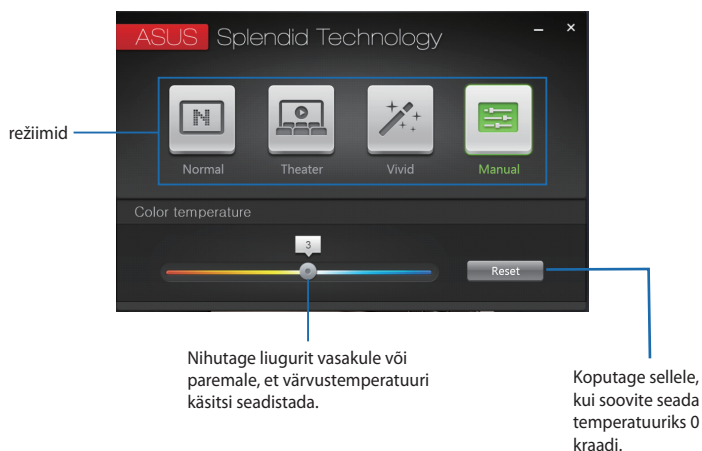 ASUS Splendid Technology
režiimid
Normal Theater Vivid Manual
Color temperature
3
Reset
Nihutage liugurit vasakule või
paremale, et värvustemperatuuri
käsitsi seadistada.
Koputage sellele,
kui soovite seada
temperatuuriks 0
kraadi.